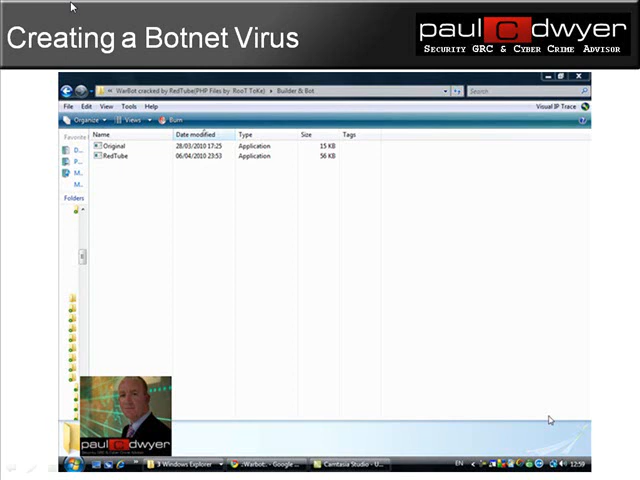 Creating a Botnet Virus
paul C dwyer
SECURITY GRC & CYBER CRIME ADVISOR
WarBot cracked by RedTube(PHP Files by RooT ToKe) Builder & Bot
Search
File Edit View Tools Help
Visual IP Trace
Organize Views Burn
Favorite
Name Date modified Type Size Tags
Original 28/03/2010 17:25 Application 15 KB
RedTube 06/04/2010 23:53 Application 56 KB
D...
P...
M...
M...
Folders
paul C dwyer
3 Windows Explorer
:Warbot: - Google ...
Camtasia Studio - U...
EN
12:59